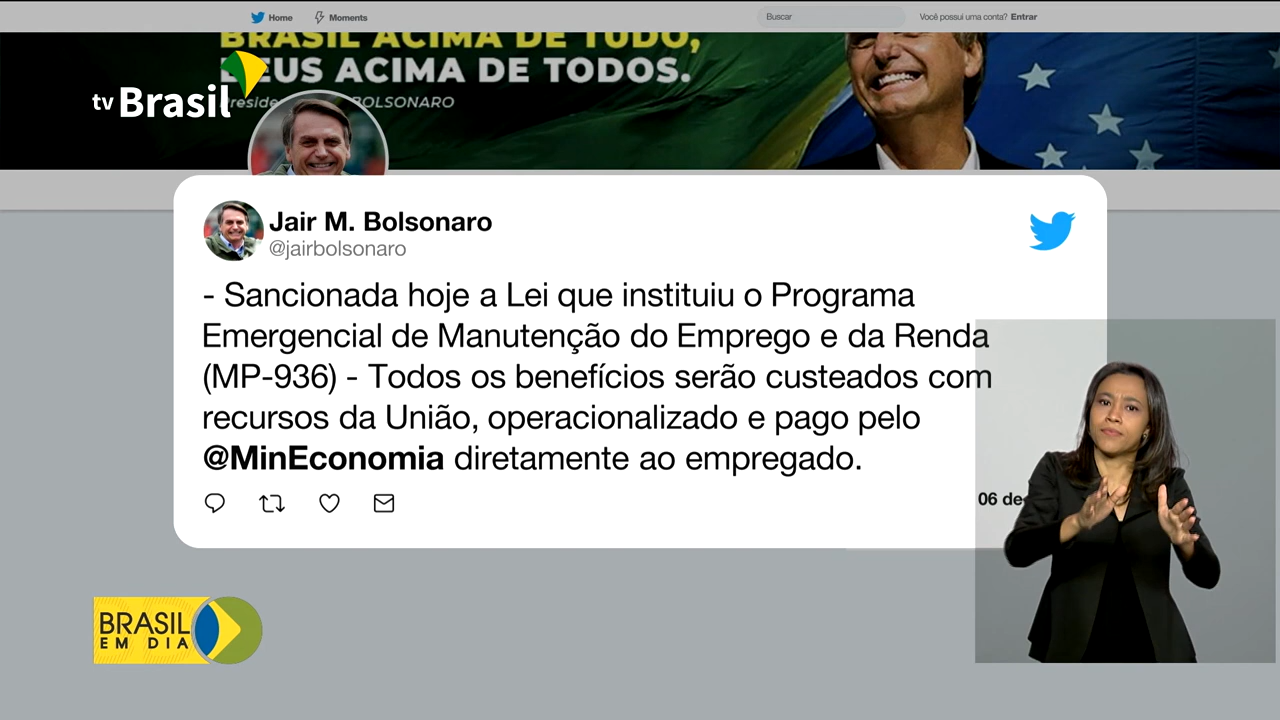 Home
Moments
Buscar
Você possui uma conta? Entrar
BRASIL ACIMA DE TUDO,
DEUS ACIMA DE TODOS.
BOLSONARO
tv Brasil
Jair M. Bolsonaro
@jairbolsonaro
- Sancionada hoje a Lei que instituiu o Programa
Emergencial de Manutenção do Emprego e da Renda
(MP-936) - Todos os benefícios serão custeados com
recursos da União, operacionalizado e pago pelo
@MinEconomia diretamente ao empregado.
06 de
BRASIL
EM DIA